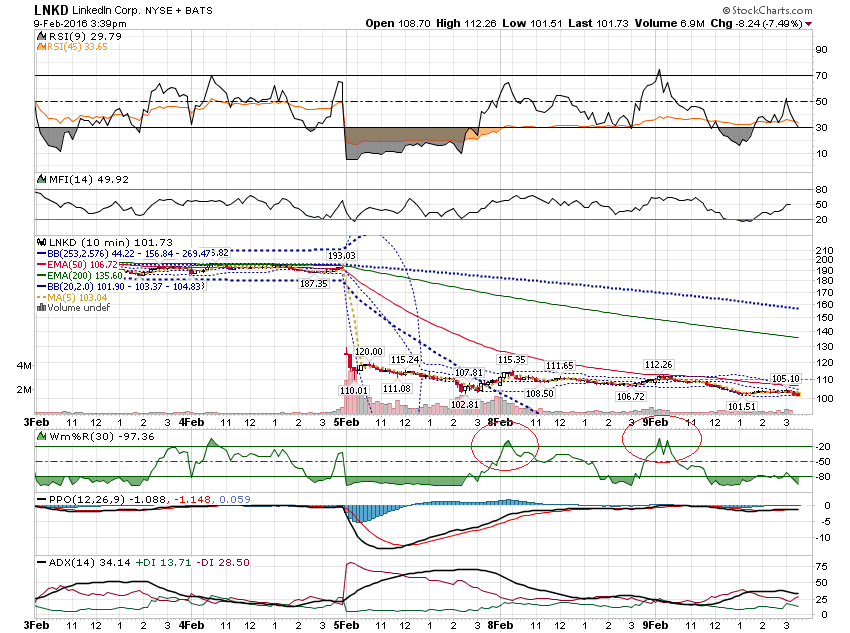 LNKD LinkedIn Corp. NYSE + BATS
© StockCharts.com
9-Feb-2016 3:39pm
Open 108.70 High 112.26 Low 101.51 Last 101.73 Volume 6.9M Chg -8.24 (-7.49%)
RSI(9) 29.79
RSI(45) 33.65
90
70
50
30
10
MFI(14) 49.92
80
50
20
LNKD (10 min) 101.73
BB(253,2.576) 44.22 - 156.84 - 269.47
5.82
EMA(50) 106.72
EMA(200) 135.60
BB(20,2.0) 101.90 - 103.37 - 104.83
MA(5) 103.04
Volume undef
193.03
187.35
120.00
110.01
115.24
111.08
107.81
102.81
115.35
108.50
111.65
106.72
112.26
101.51
105.10
210
200
190
180
170
160
150
140
130
120
110
100
4M
2M
3Feb 11 12 1 2 3 4Feb 11 12 1 2 3 5Feb 11 12 1 2 3 8Feb 11 12 1 2 3 9Feb 11 12 1 2 3
Wm%R(30) -97.36
-20
-50
-80
PPO(12,26,9) -1.088, -1.148, 0.059
0
-5
-10
ADX(14) 34.14 +DI 13.71 -DI 28.50
75
50
25
0
3Feb 11 12 1 2 3 4Feb 11 12 1 2 3 5Feb 11 12 1 2 3 8Feb 11 12 1 2 3 9Feb 11 12 1 2 3